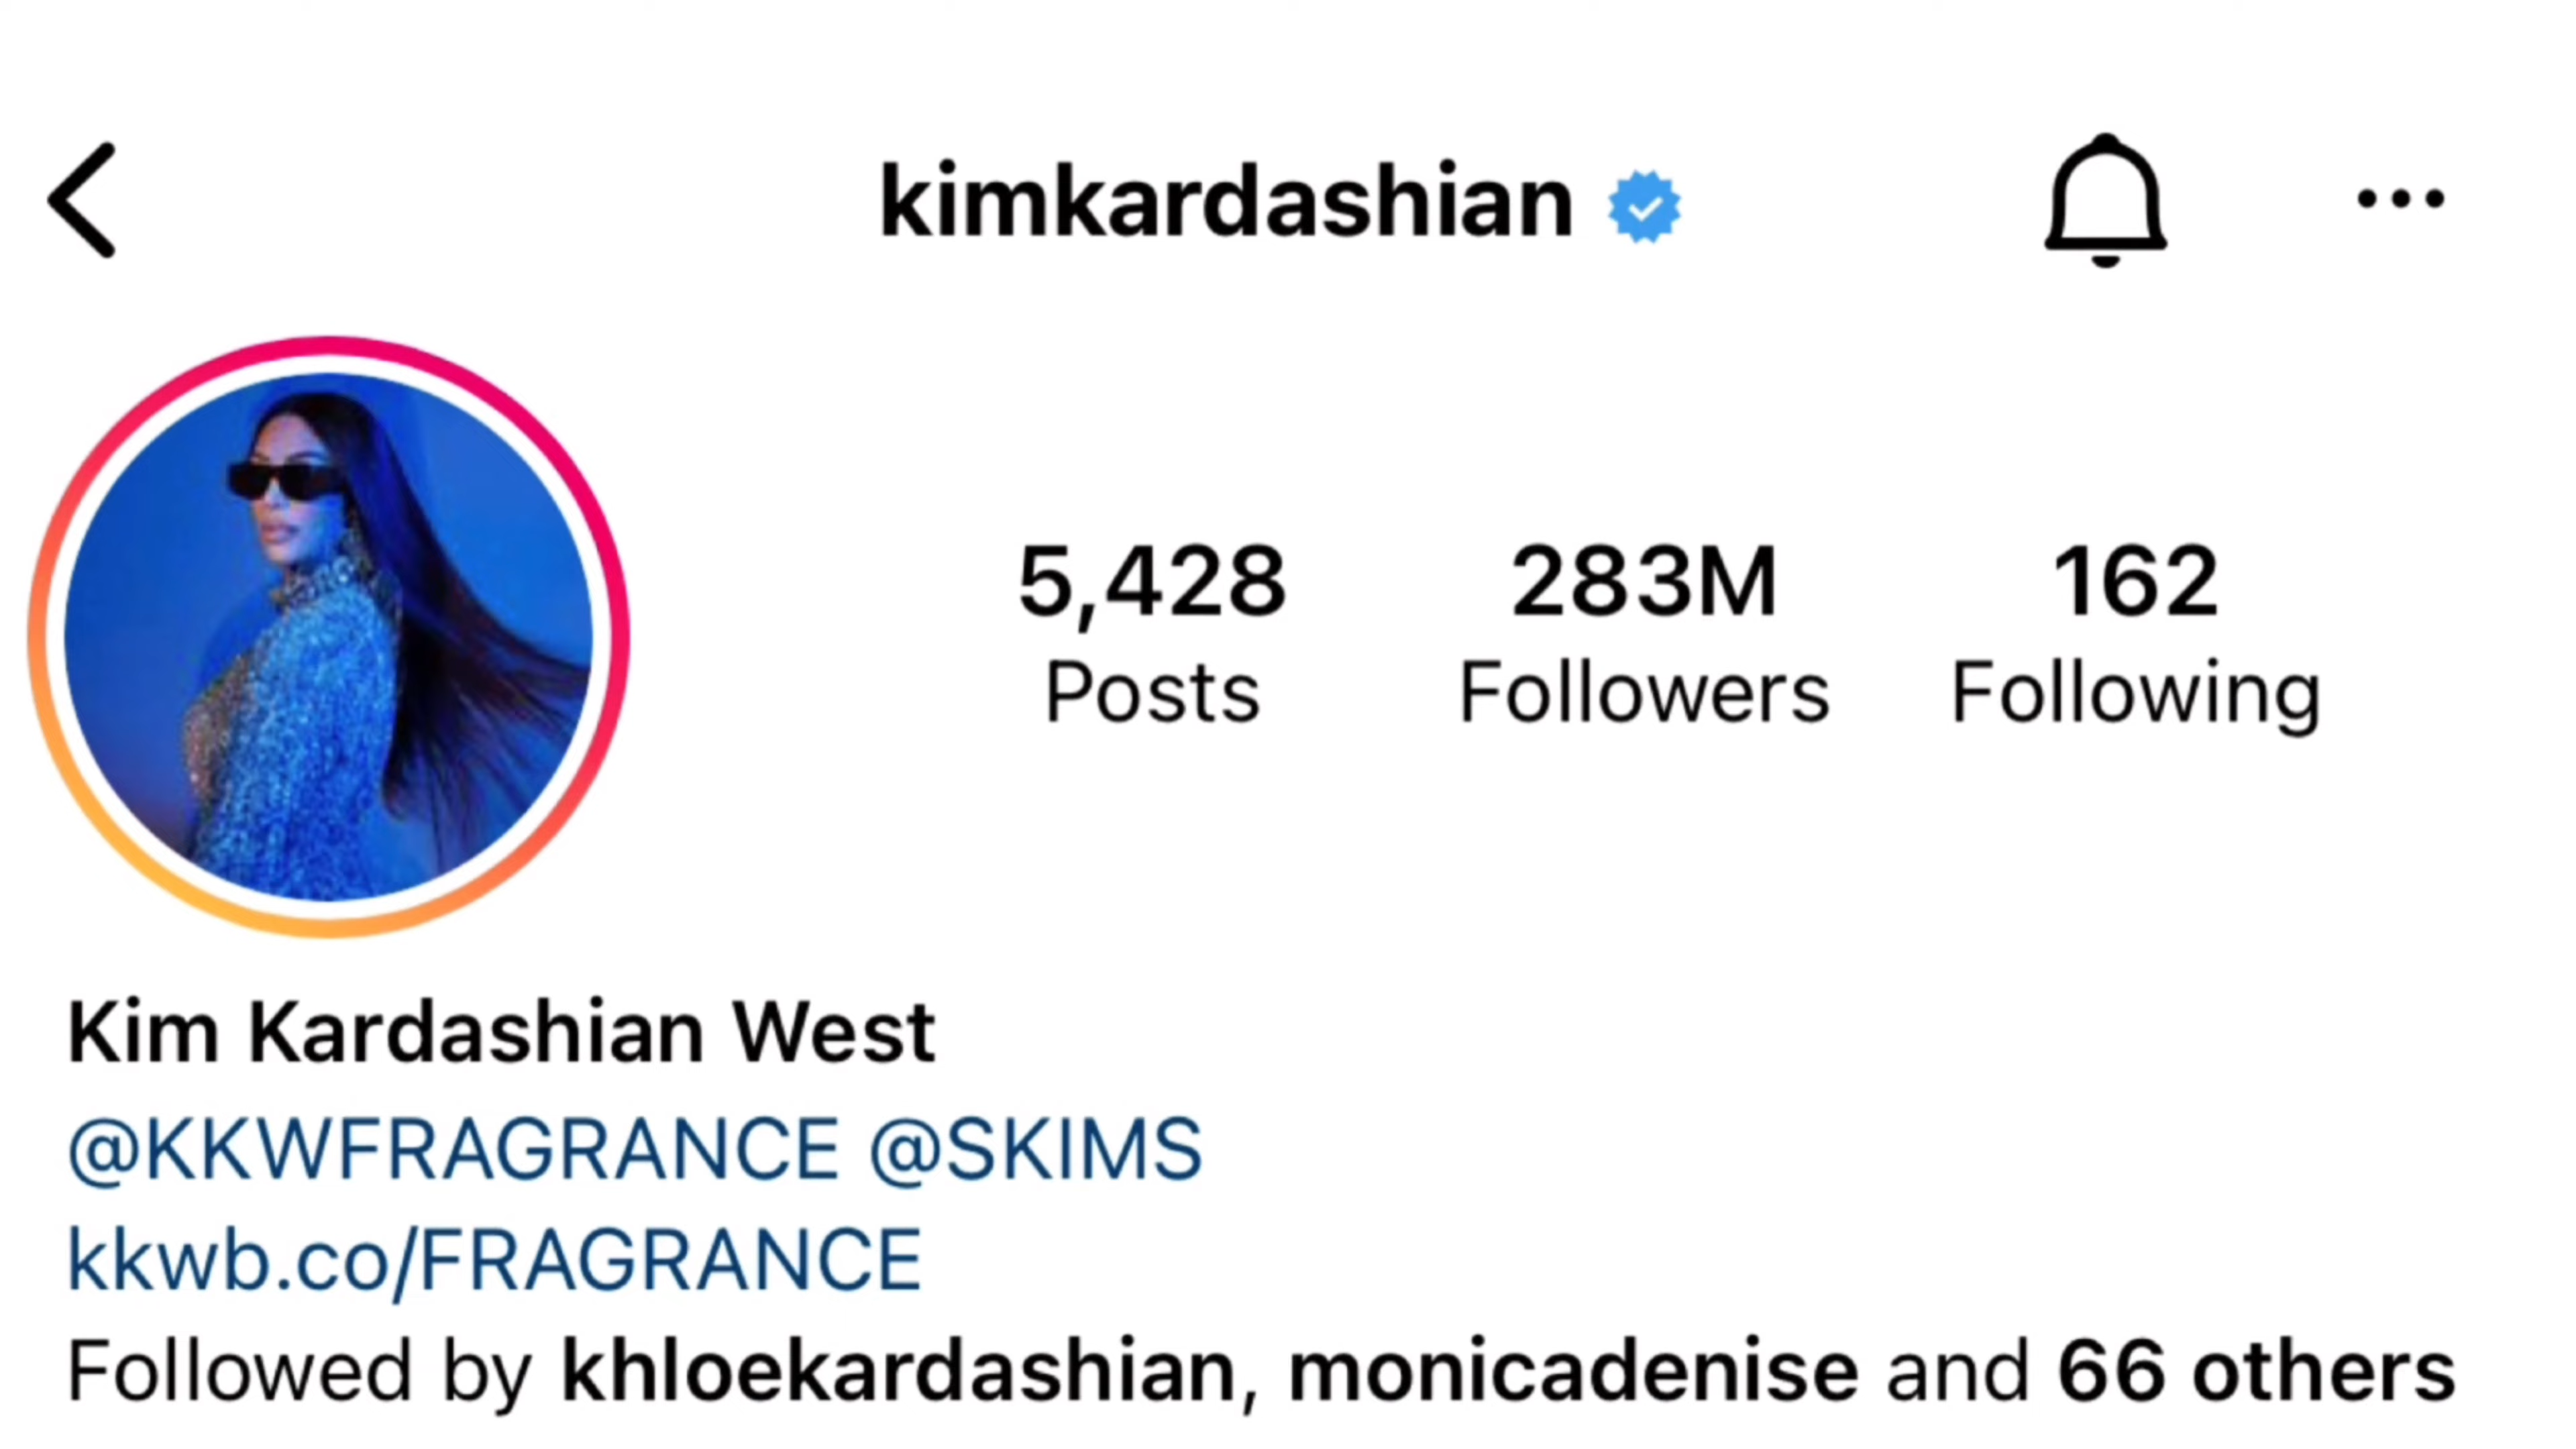 kimkardashian
5,428 283M 162
Posts Followers Following
Kim Kardashian West
@KKWFRAGRANCE @SKIMS
kkwb.co/FRAGRANCE
Followed by khloekardashian, monicadenise and 66 others